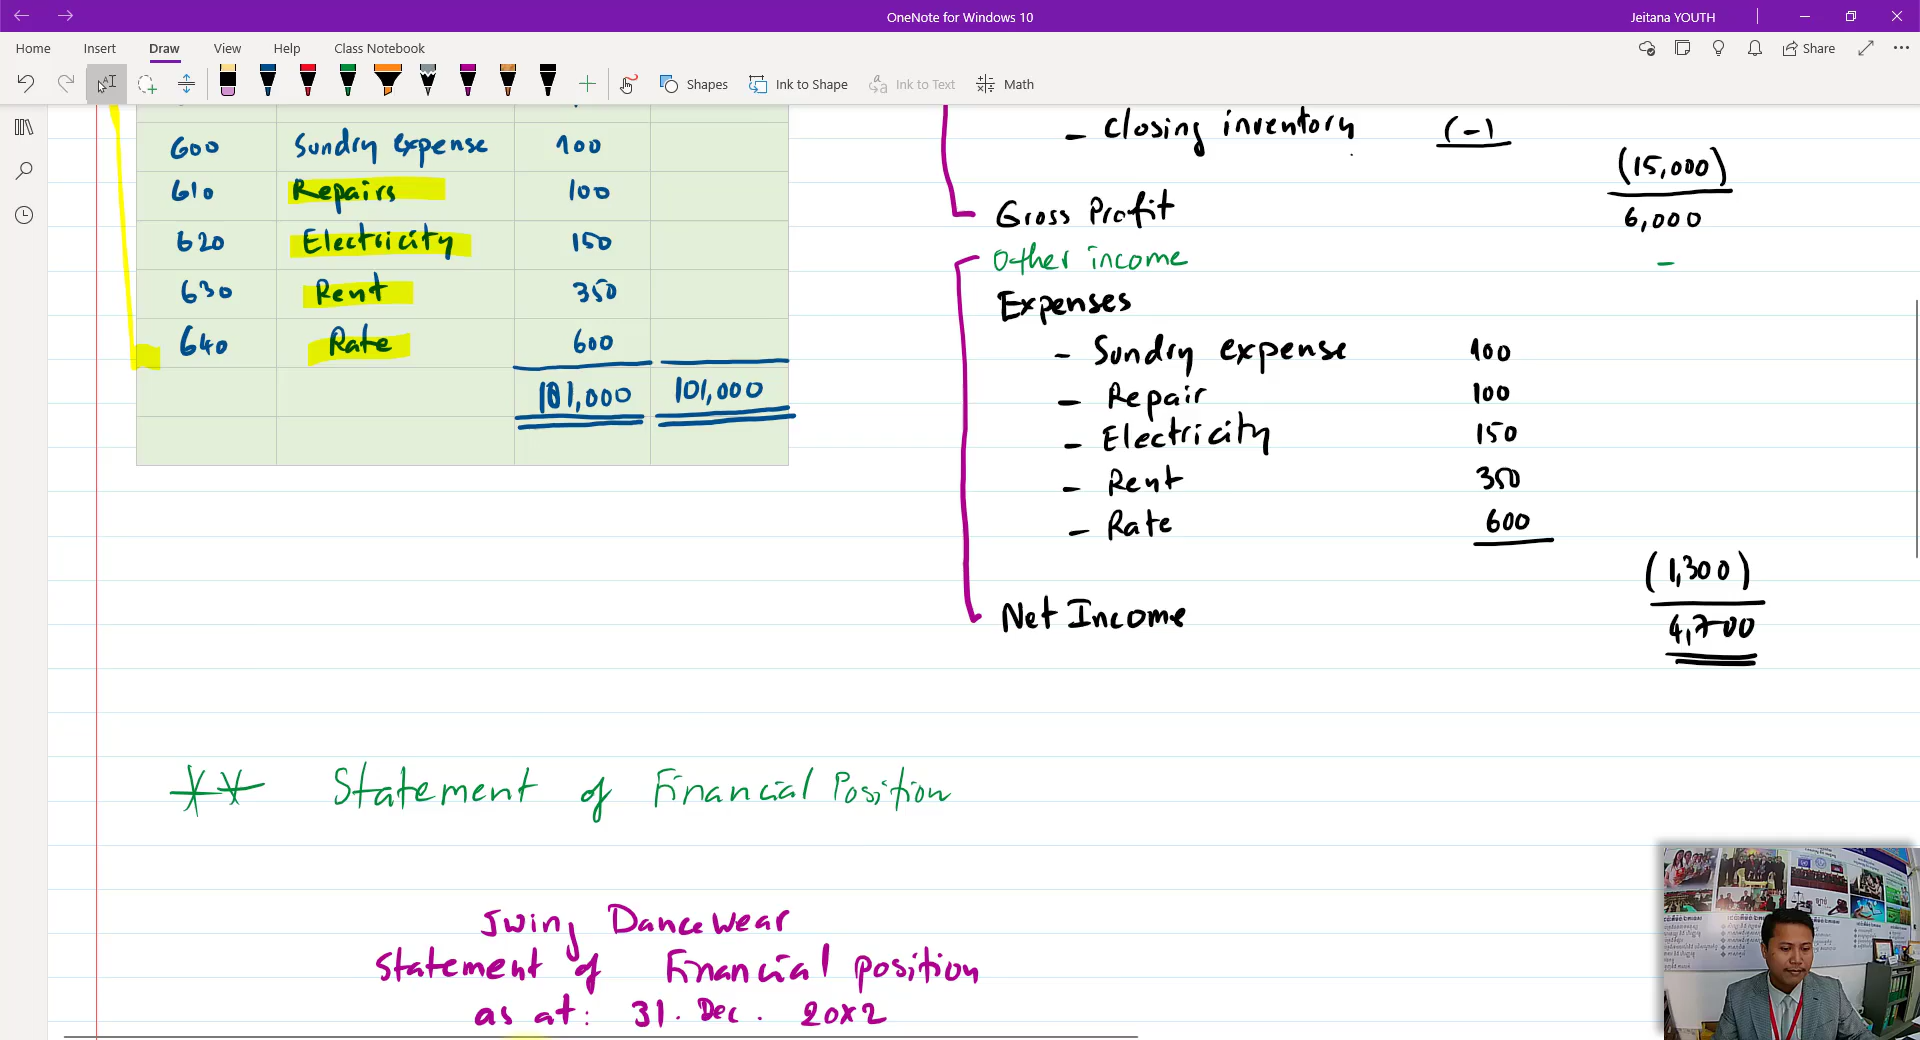 OneNote for Windows 10
Jeitana YOUTH
Home Insert Draw View Help Class Notebook
Share
Shapes Ink to Shape Ink to Text Math
600 Sundry expense 100
610 Repairs 100
620 Electricity 150
630 Rent 350
640 Rate 600
101,000 101,000
- Closing inventory (-)
(15,000)
Gross Profit 6,000
Other income -
Expenses
- Sundry expense 100
- Repair 100
- Electricity 150
- Rent 350
- Rate 600
(1,300)
Net Income 4,700
** Statement of Financial Position
Swing DanceWear
Statement of Financial position
as at: 31. Dec. 20x2